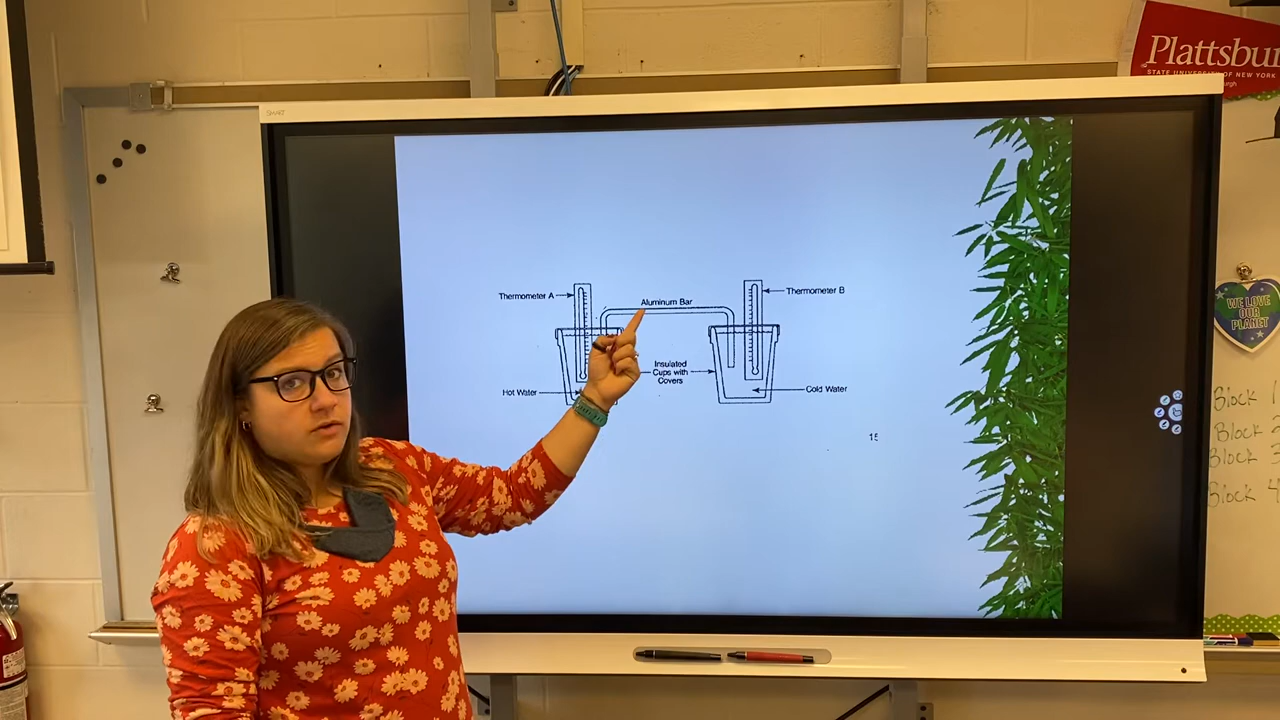 SMART
Plattsbu
STATE UNIVERSITY OF NEW YORK
Thermometer A
Aluminum Bar
Thermometer B
Insulated
Cups with
Covers
Hot Water
Cold Water
15
WE LOVE
OUR
PLANET
Block 1
Block 2
Block 3
Block 4